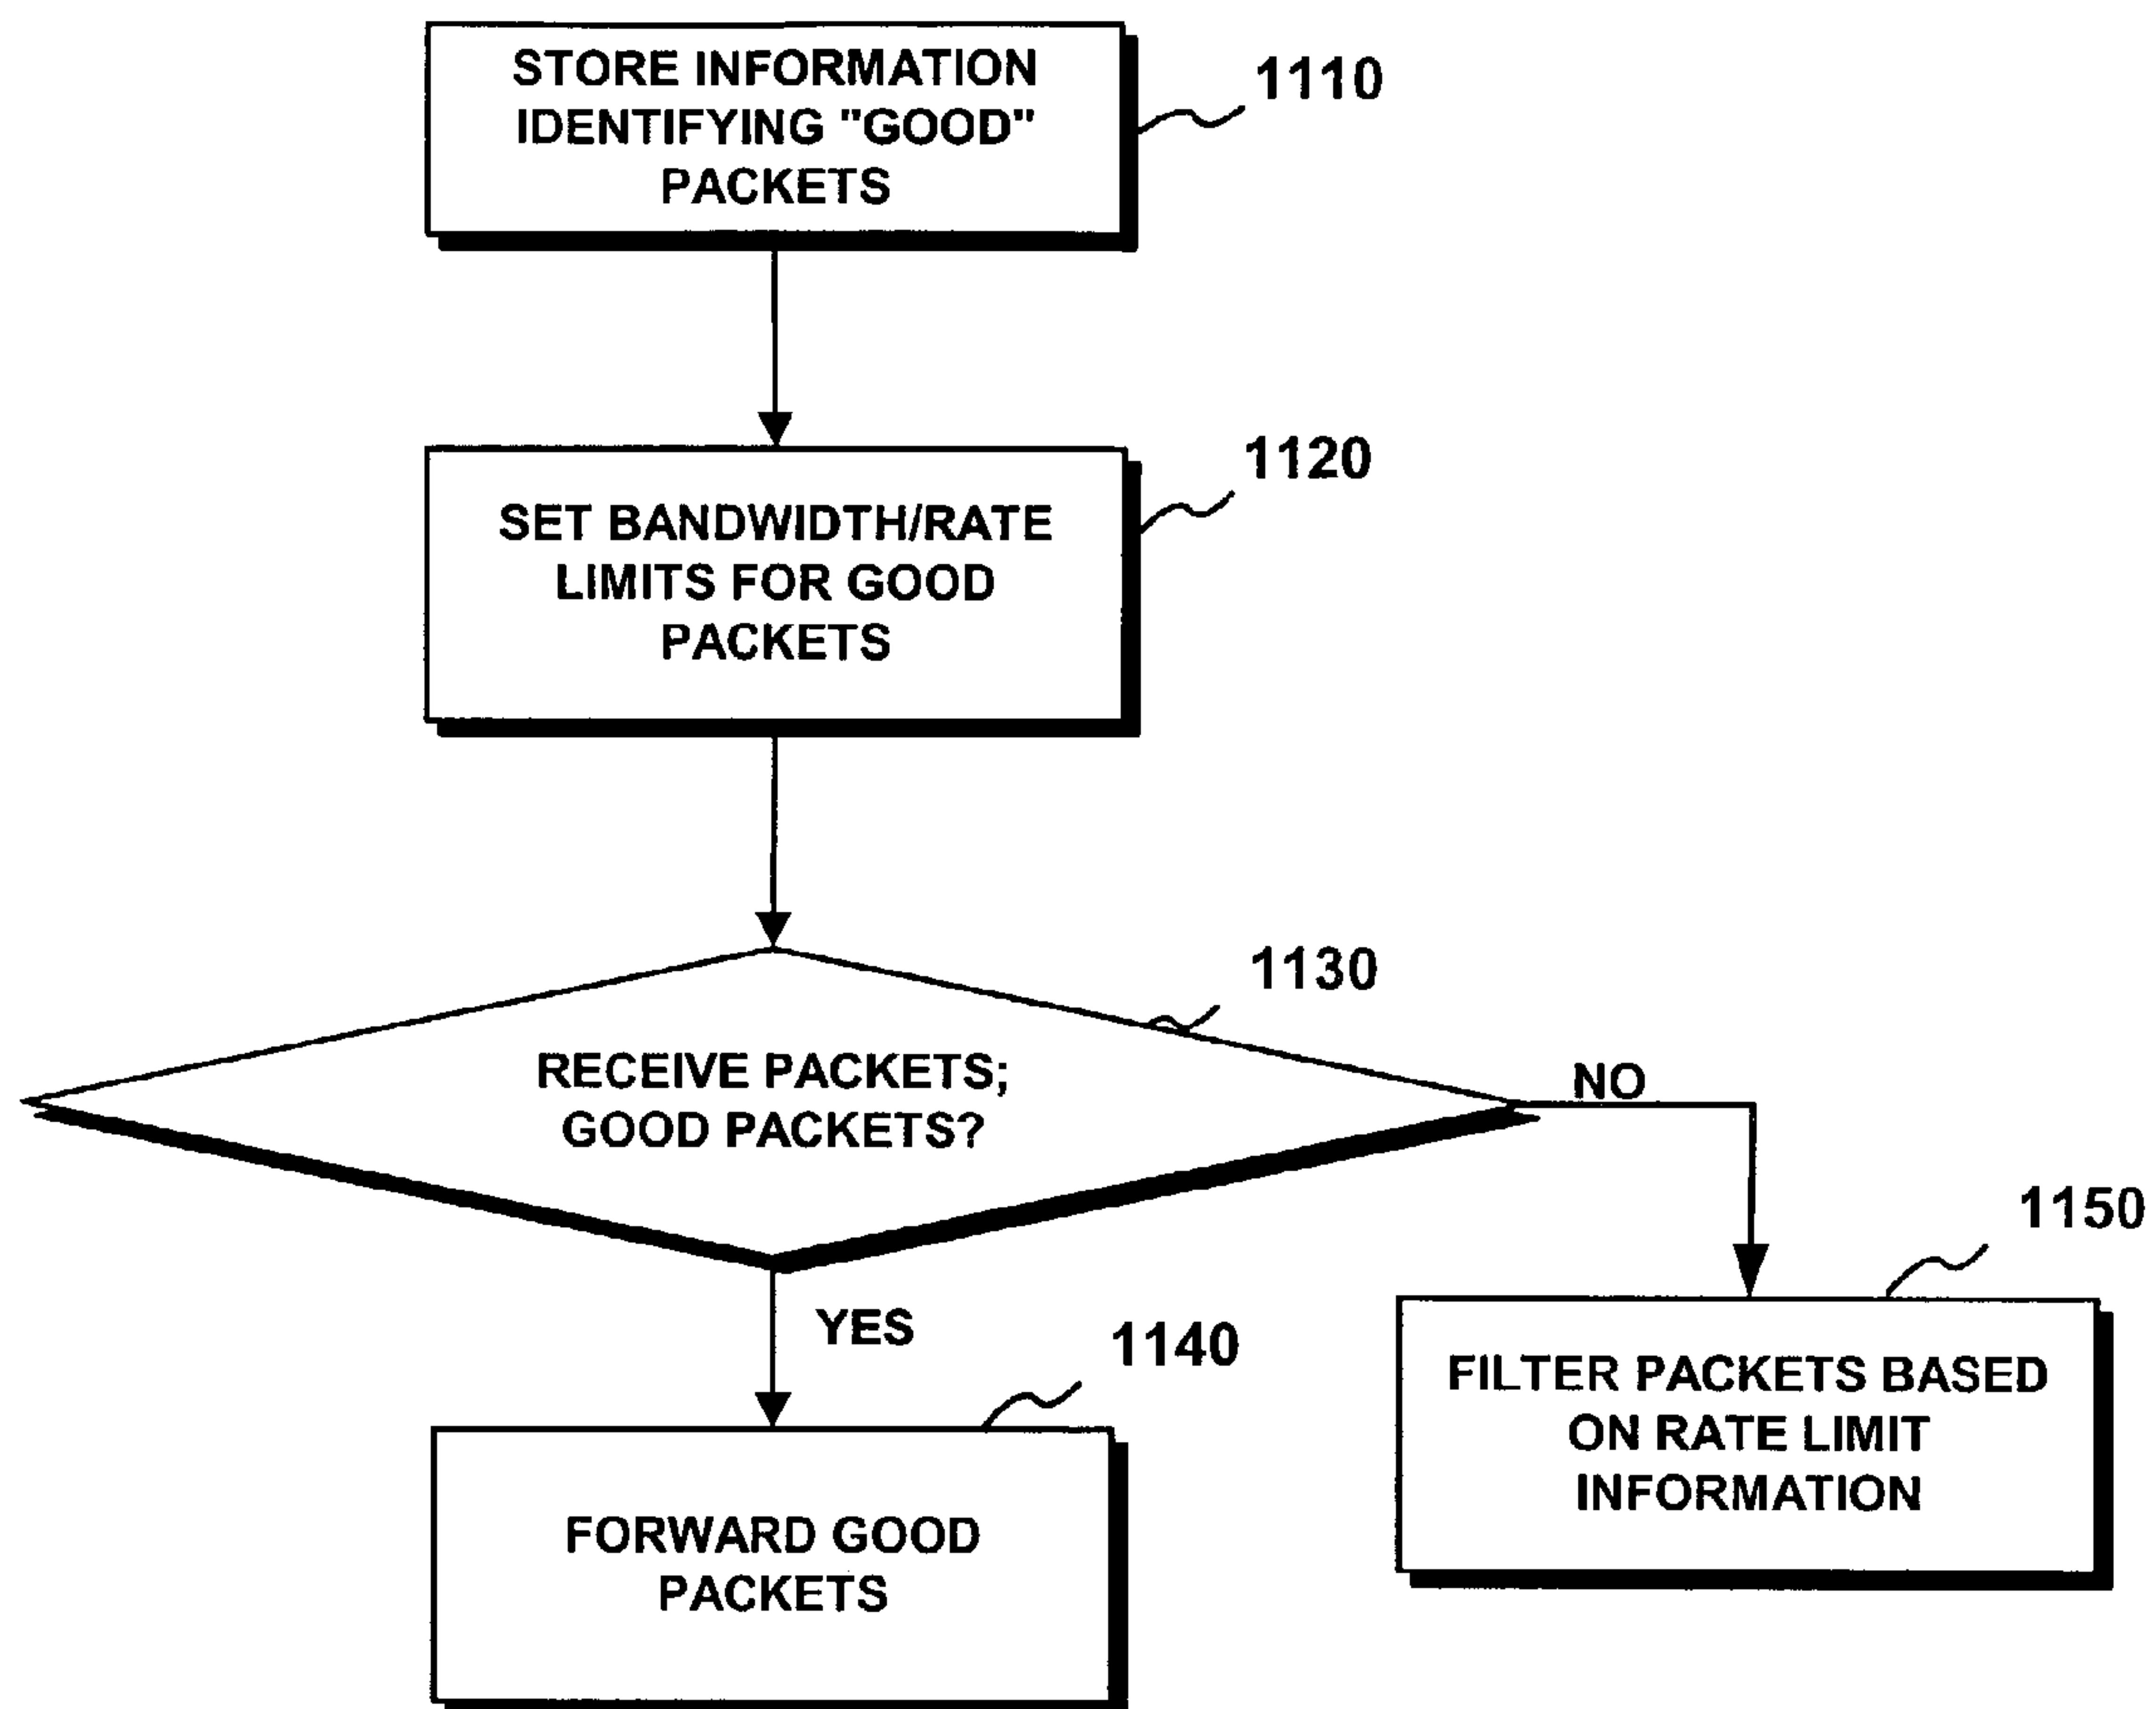 STORE INFORMATION
IDENTIFYING "GOOD"
PACKETS
1110
SET BANDWIDTH/RATE
LIMITS FOR GOOD
PACKETS
1120
RECEIVE PACKETS;
GOOD PACKETS?
1130
NO
YES
FORWARD GOOD
PACKETS
1140
FILTER PACKETS BASED
ON RATE LIMIT
INFORMATION
1150